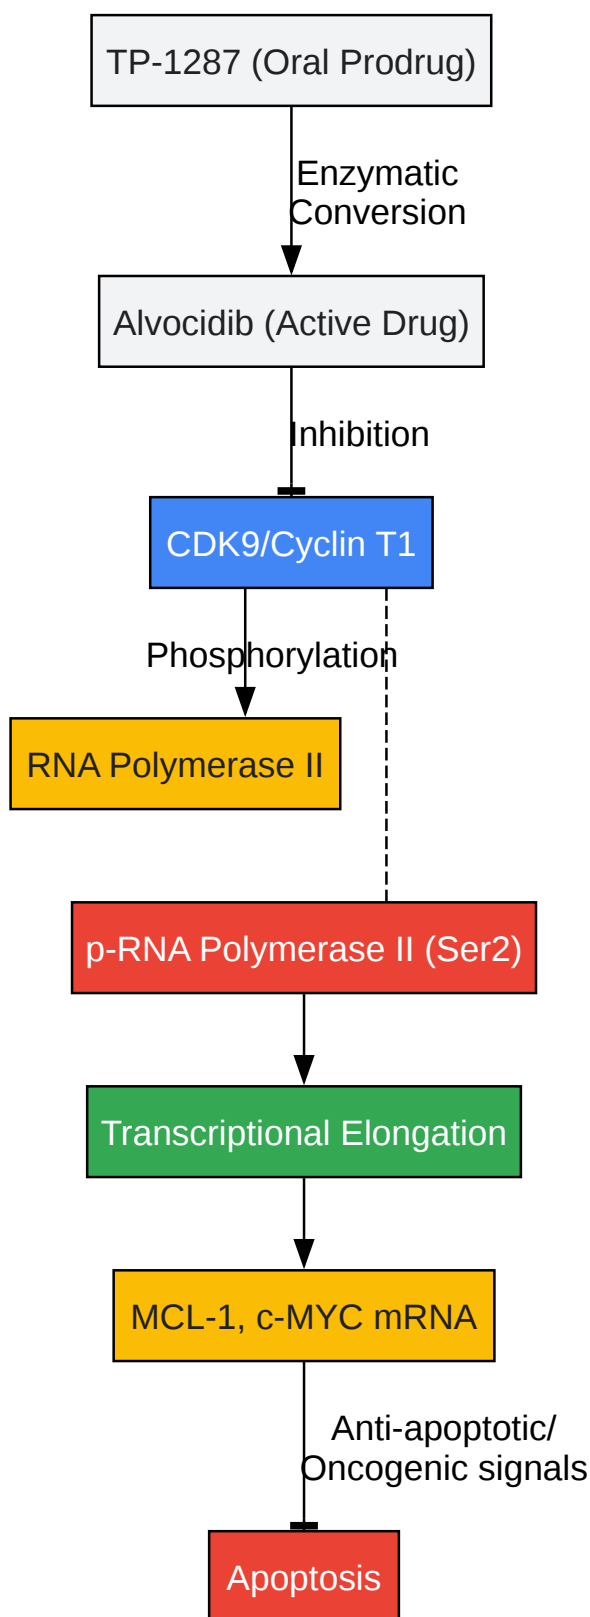 TP-1287 (Oral Prodrug)
Enzymatic
Conversion
Alvocidib (Active Drug)
Inhibition
CDK9/Cyclin T1
Phosphorylation
RNA Polymerase II
p-RNA Polymerase II (Ser2)
Transcriptional Elongation
MCL-1, c-MYC mRNA
Anti-apoptotic/
Oncogenic signals
Apoptosis